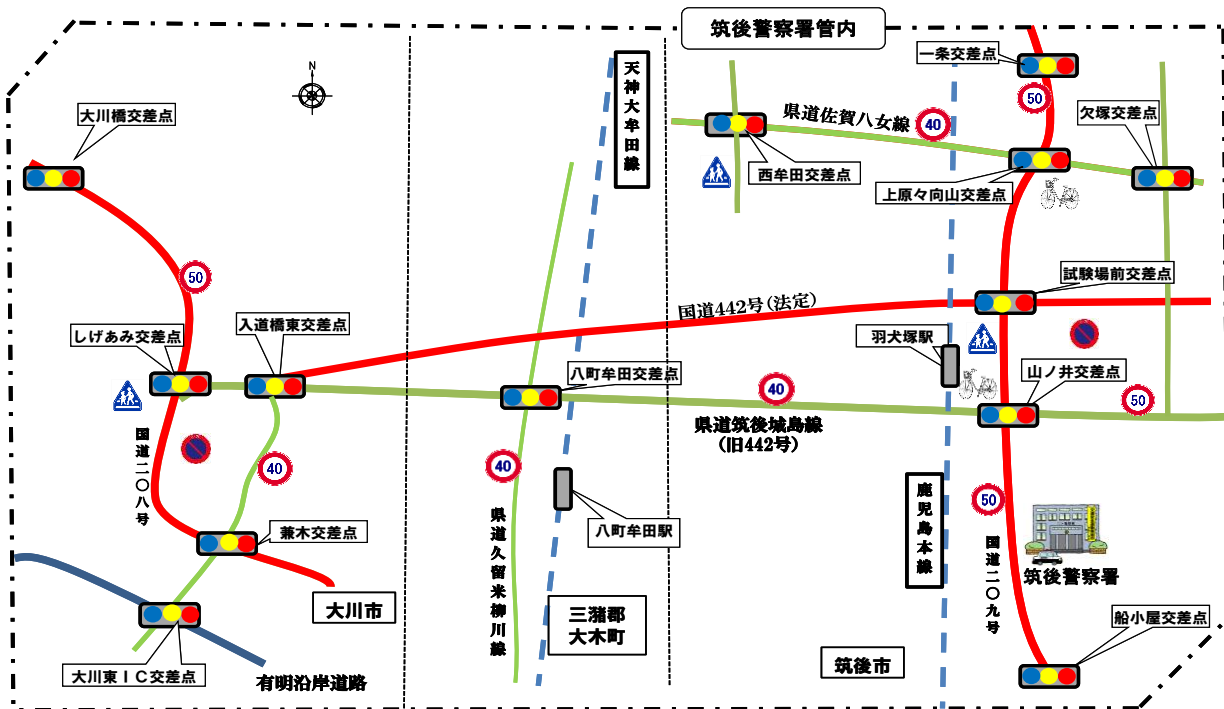 筑後警察署管内
N
大川橋交差点
50
しげあみ交差点
入道橋東交差点
国道二〇八号
40
兼木交差点
大川市
大川東IC交差点
有明沿岸道路
天神大牟田線
八町牟田交差点
40
県道久留米柳川線
八町牟田駅
三潴郡
大木町
県道佐賀八女線
40
西牟田交差点
一条交差点
50
欠塚交差点
上原々向山交差点
国道442号(法定)
試験場前交差点
羽犬塚駅
山ノ井交差点
40
50
県道筑後城島線
(旧442号)
鹿児島本線
50
国道二〇九号
筑後警察署
船小屋交差点
筑後市